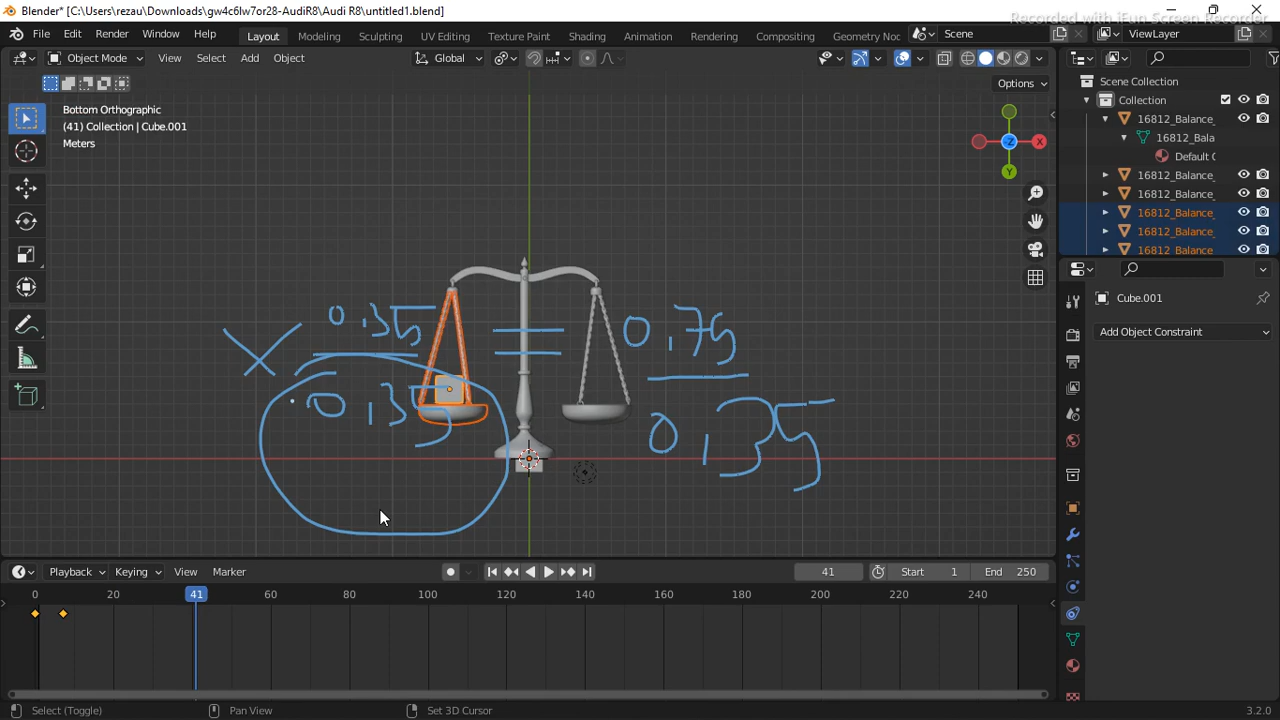 Blender* [C:\Users\rezau\Downloads\gw4c6lw7or28-AudiR8\Audi R8\untitled1.blend]
Recorded with iFun Screen Recorder
File Edit Render Window Help Layout Modeling Sculpting UV Editing Texture Paint Shading Animation Rendering Compositing Geometry Noc Scene ViewLayer
Object Mode View Select Add Object Global
Options
Bottom Orthographic
(41) Collection | Cube.001
Meters
Z X Y
Scene Collection
Collection
16812_Balance_
16812_Bala
Default
16812_Balance_
16812_Balance_
16812_Balance_
16812_Balance_
16812_Balance
Cube.001
Add Object Constraint
X 0,35 = 0,75
0,35 0,35
Playback Keying View Marker 41 Start 1 End 250
0 20 41 60 80 100 120 140 160 180 200 220 240
Select (Toggle) Pan View Set 3D Cursor 3.2.0